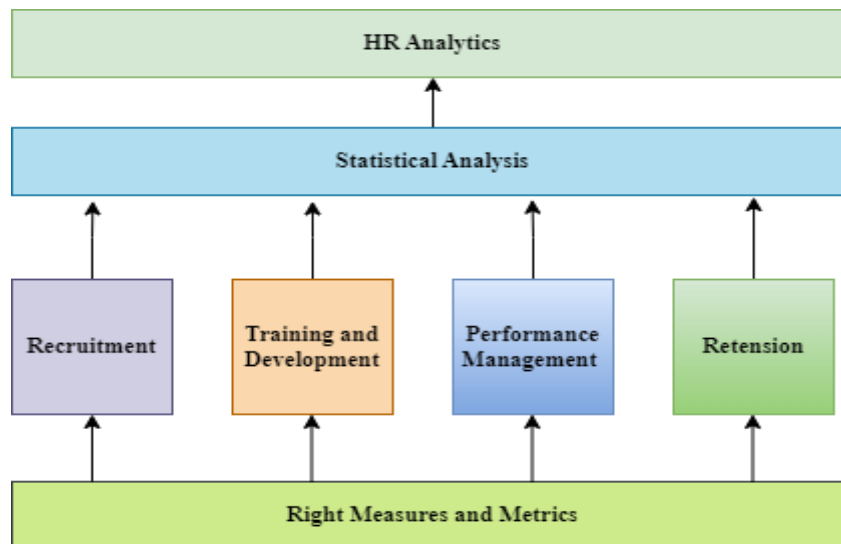 HR Analytics
Statistical Analysis
Recruitment
Training and
Development
Performance
Management
Retension
Right Measures and Metrics